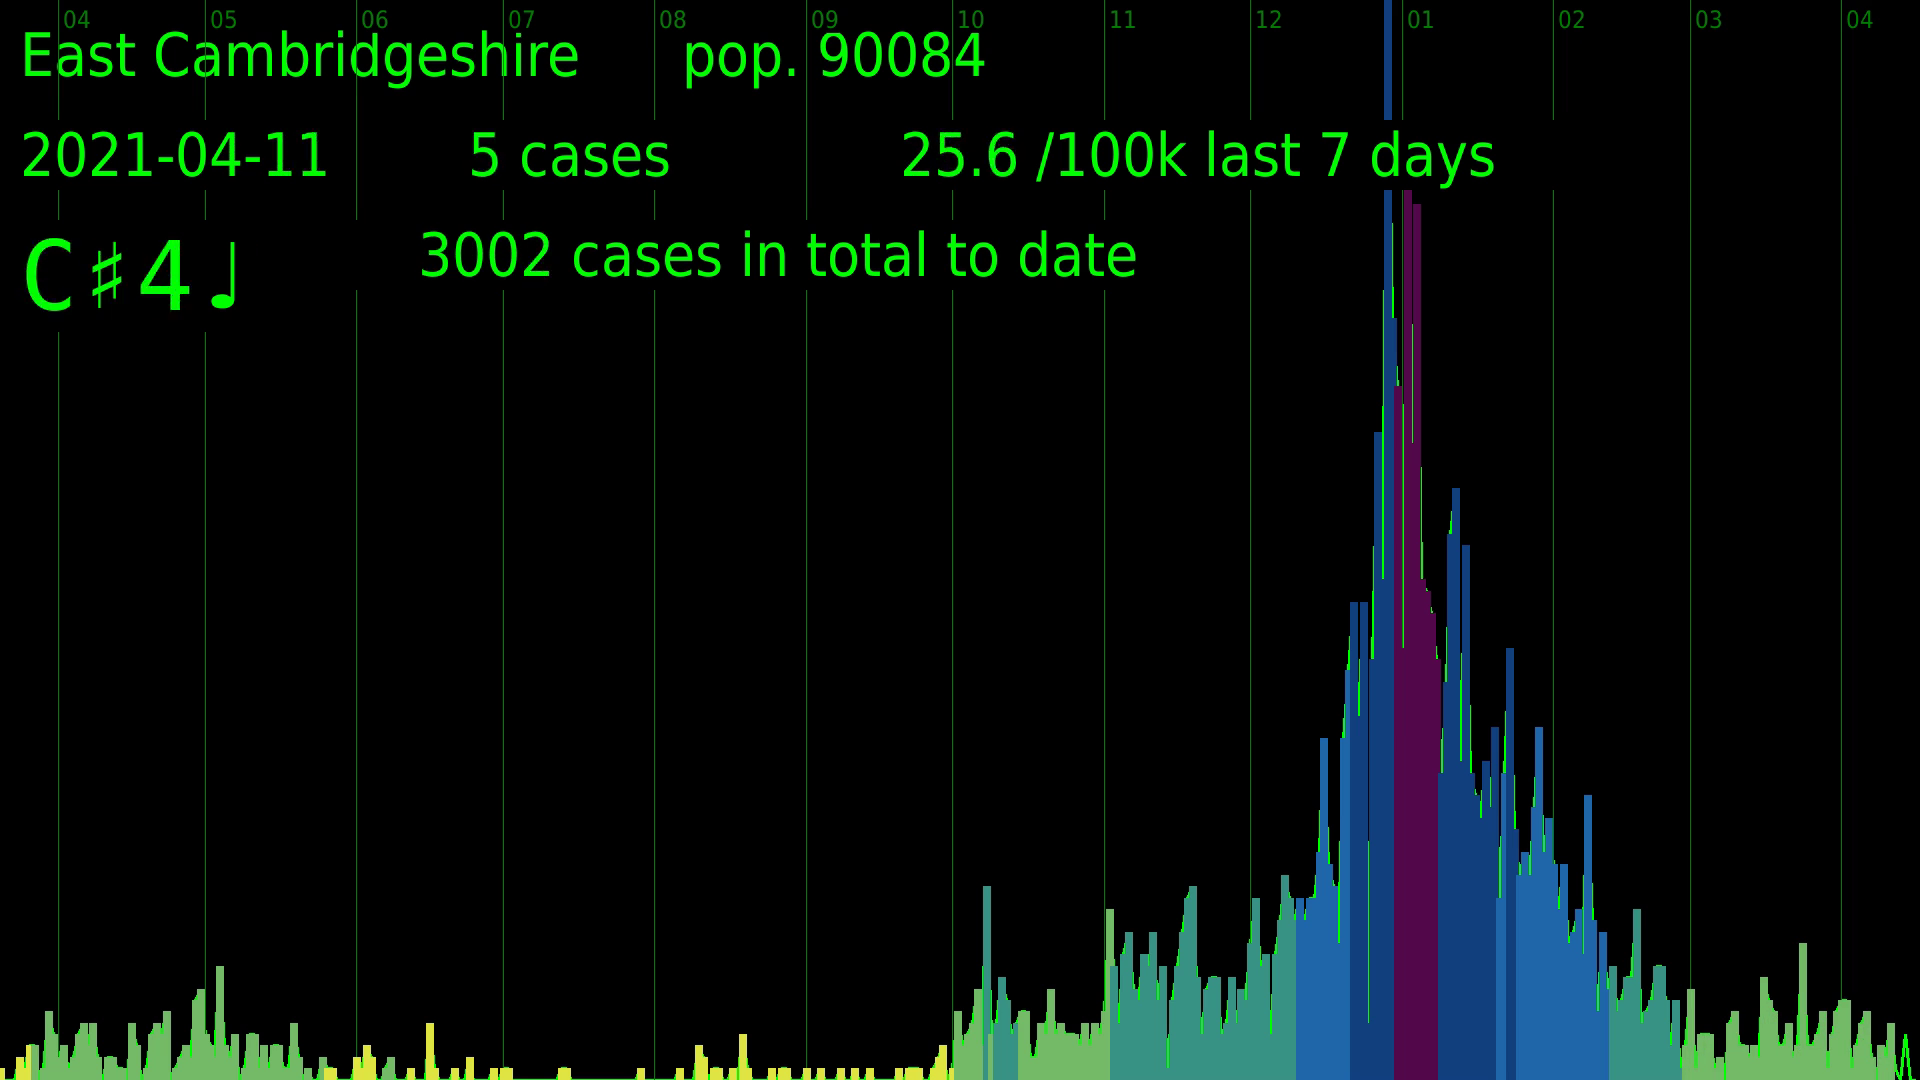 04 05 06 07 08 09 10 11 12 01 02 03 04
East Cambridgeshire pop. 90084
2021-04-11 5 cases 25.6 /100k last 7 days
C♯4♩ 3002 cases in total to date